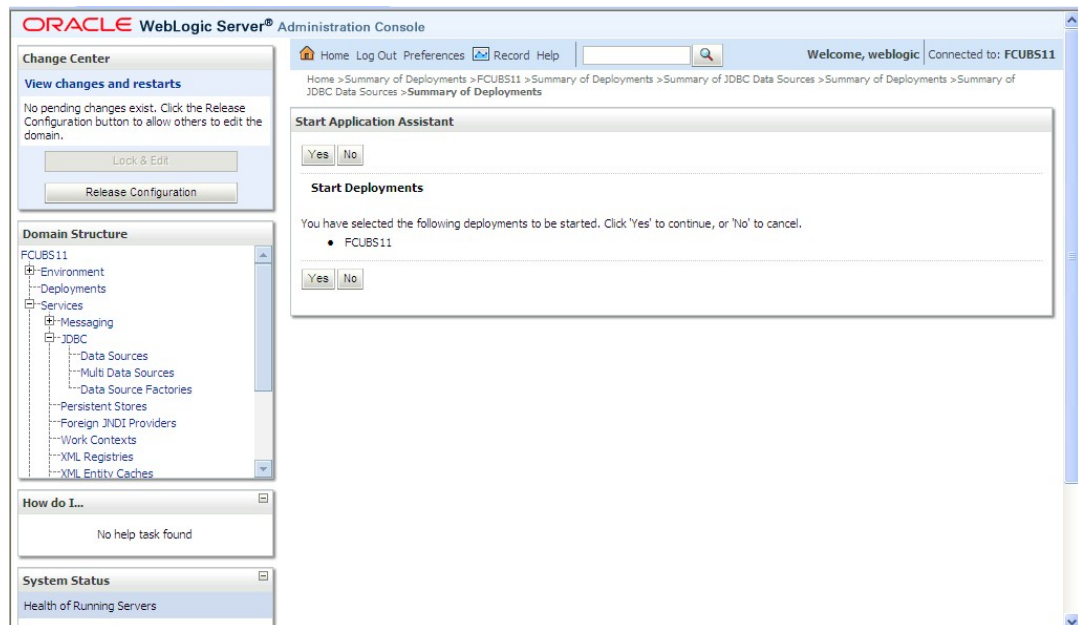 ORACLE WebLogic Server® Administration Console
Change Center
View changes and restarts
No pending changes exist. Click the Release
Configuration button to allow others to edit the
domain.
Lock & Edit
Release Configuration
Domain Structure
FCUBS11
Environment
Deployments
Services
Messaging
JDBC
Data Sources
Multi Data Sources
Data Source Factories
Persistent Stores
Foreign JNDI Providers
Work Contexts
XML Registries
XML Entity Caches
How do I...
No help task found
System Status
Health of Running Servers
Home Log Out Preferences Record Help
Welcome, weblogic Connected to: FCUBS11
Home >Summary of Deployments >FCUBS11 >Summary of Deployments >Summary of JDBC Data Sources >Summary of Deployments >Summary of
JDBC Data Sources >Summary of Deployments
Start Application Assistant
Yes No
Start Deployments
You have selected the following deployments to be started. Click 'Yes' to continue, or 'No' to cancel.
• FCUBS11
Yes No